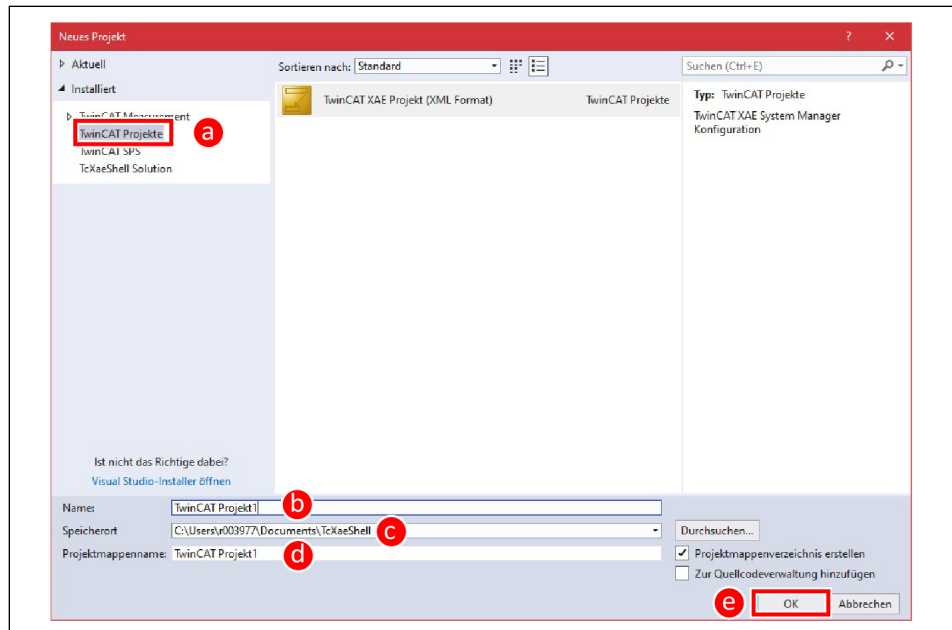 Neues Projekt ? ×
Aktuell
Installiert
TwinCAT Measurement
TwinCAT Projekte
TwinCAT SPS
TcXaeShell Solution
a
Sortieren nach: Standard
TwinCAT XAE Projekt (XML Format) TwinCAT Projekte
Suchen (Ctrl+E)
Typ: TwinCAT Projekte
TwinCAT XAE System Manager
Konfiguration
Ist nicht das Richtige dabei?
Visual Studio-Installer öffnen
Name: TwinCAT Projekt1 b
Speicherort C:\Users\r003977\Documents\TcXaeShell c Durchsuchen...
Projektmappenname: TwinCAT Projekt1 d
Projektmappenverzeichnis erstellen
Zur Quellcodeverwaltung hinzufügen
e OK Abbrechen